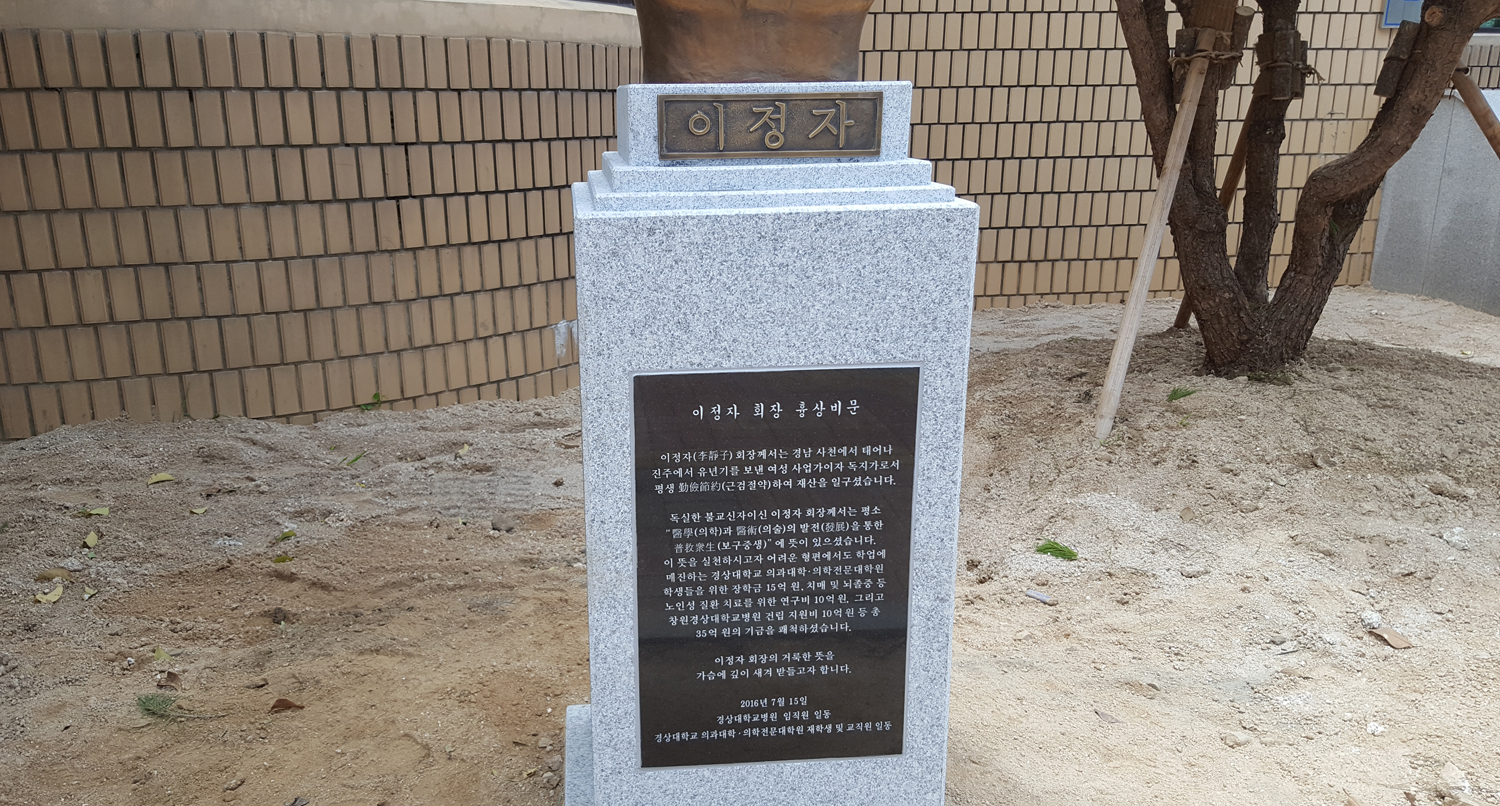 이정자
이정자 회장 흉상비문
이정자(李靜子) 회장께서는 경남 사천에서 태어나
진주에서 유년기를 보낸 여성 사업가이자 독지가로서
평생 勤儉節約(근검절약)하여 재산을 일구셨습니다.
독실한 불교신자이신 이정자 회장께서는 평소
"醫學(의학)과 醫術(의술)의 발전(發展)을 통한
普救衆生(보구중생)" 에 뜻이 있으셨습니다.
이 뜻을 실천하시고자 어려운 형편에서도 학업에
매진하는 경상대학교 의과대학·의학전문대학원
학생들을 위한 장학금 15억 원, 치매 및 뇌졸중 등
노인성 질환 치료를 위한 연구비 10억 원, 그리고
창원경상대학교병원 건립 지원비 10억 원 등 총
35억 원의 기금을 쾌척하셨습니다.
이정자 회장의 거룩한 뜻을
가슴에 깊이 새겨 받들고자 합니다.
2016년 7월 15일
경상대학교병원 임직원 일동
경상대학교 의과대학·의학전문대학원 재학생 및 교직원 일동